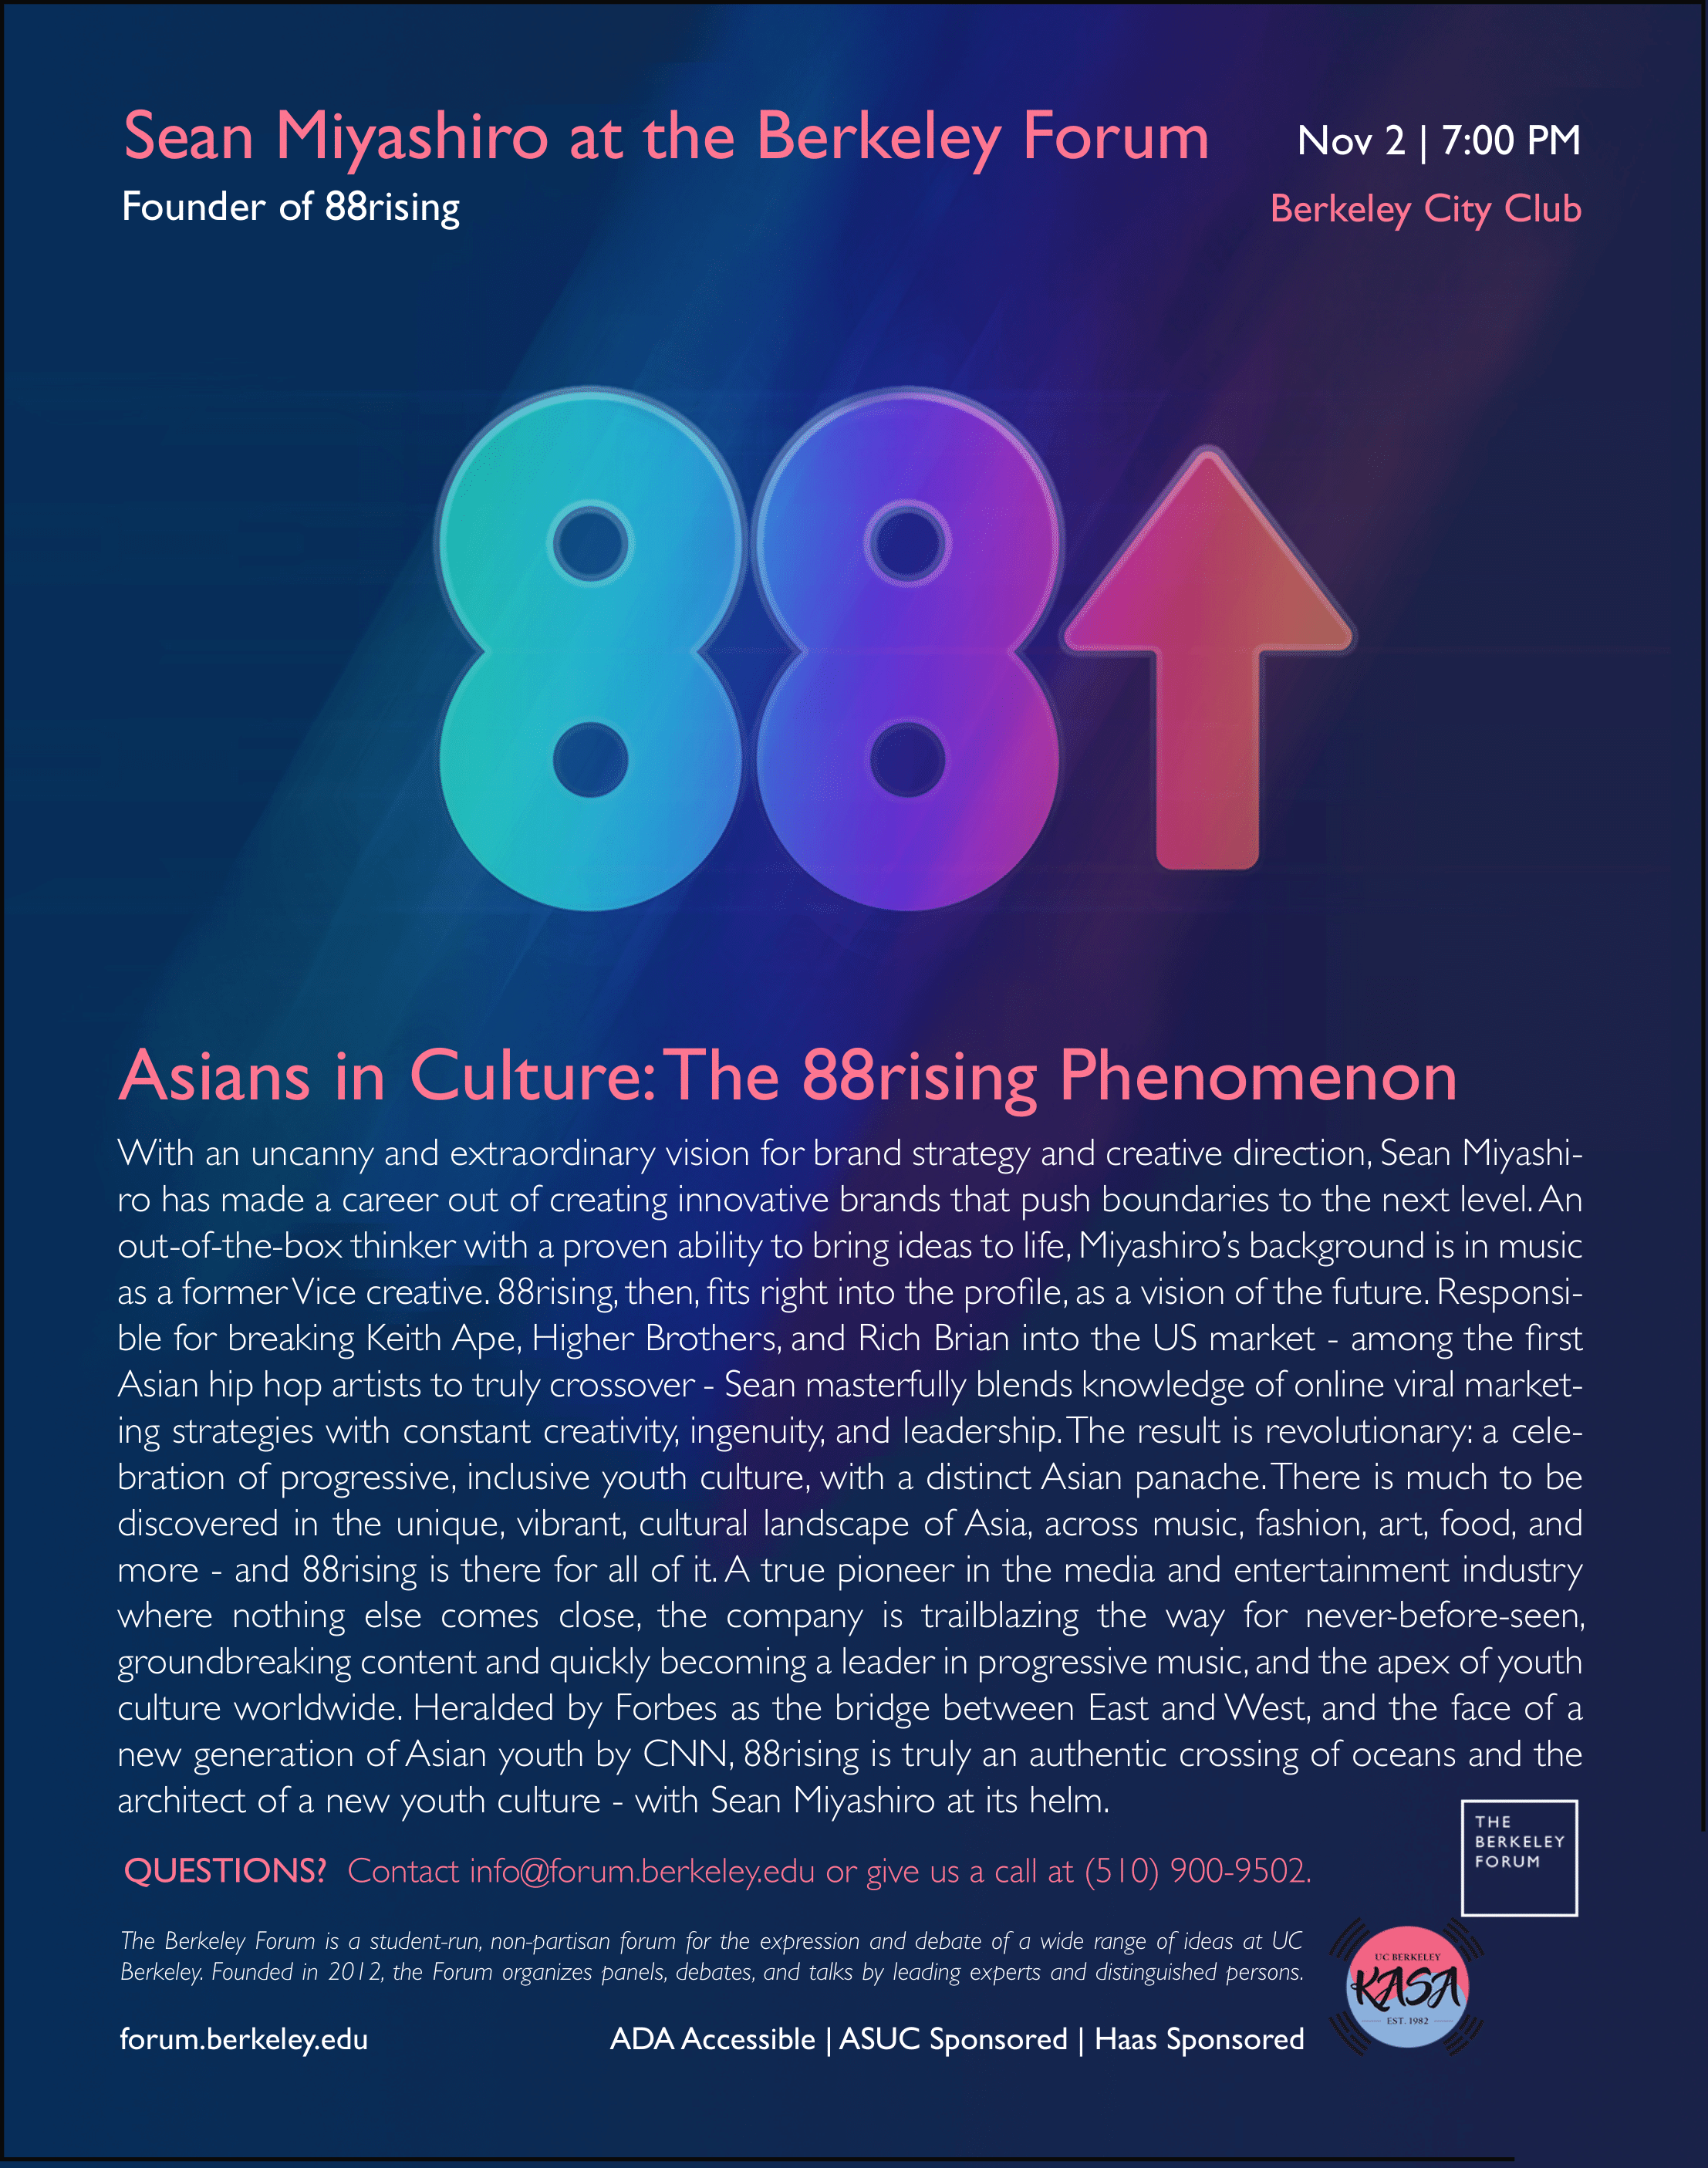 Sean Miyashiro at the Berkeley Forum
Nov 2 | 7:00 PM
Founder of 88rising
Berkeley City Club
88↑
Asians in Culture: The 88rising Phenomenon
With an uncanny and extraordinary vision for brand strategy and creative direction, Sean Miyashi-
ro has made a career out of creating innovative brands that push boundaries to the next level. An
out-of-the-box thinker with a proven ability to bring ideas to life, Miyashiro’s background is in music
as a former Vice creative. 88rising, then, fits right into the profile, as a vision of the future. Responsi-
ble for breaking Keith Ape, Higher Brothers, and Rich Brian into the US market - among the first
Asian hip hop artists to truly crossover - Sean masterfully blends knowledge of online viral market-
ing strategies with constant creativity, ingenuity, and leadership. The result is revolutionary: a cele-
bration of progressive, inclusive youth culture, with a distinct Asian panache. There is much to be
discovered in the unique, vibrant, cultural landscape of Asia, across music, fashion, art, food, and
more - and 88rising is there for all of it. A true pioneer in the media and entertainment industry
where nothing else comes close, the company is trailblazing the way for never-before-seen,
groundbreaking content and quickly becoming a leader in progressive music, and the apex of youth
culture worldwide. Heralded by Forbes as the bridge between East and West, and the face of a
new generation of Asian youth by CNN, 88rising is truly an authentic crossing of oceans and the
architect of a new youth culture - with Sean Miyashiro at its helm.
THE
BERKELEY
FORUM
QUESTIONS? Contact info@forum.berkeley.edu or give us a call at (510) 900-9502.
The Berkeley Forum is a student-run, non-partisan forum for the expression and debate of a wide range of ideas at UC
Berkeley. Founded in 2012, the Forum organizes panels, debates, and talks by leading experts and distinguished persons.
UC BERKELEY
KASA
EST. 1982
forum.berkeley.edu
ADA Accessible | ASUC Sponsored | Haas Sponsored